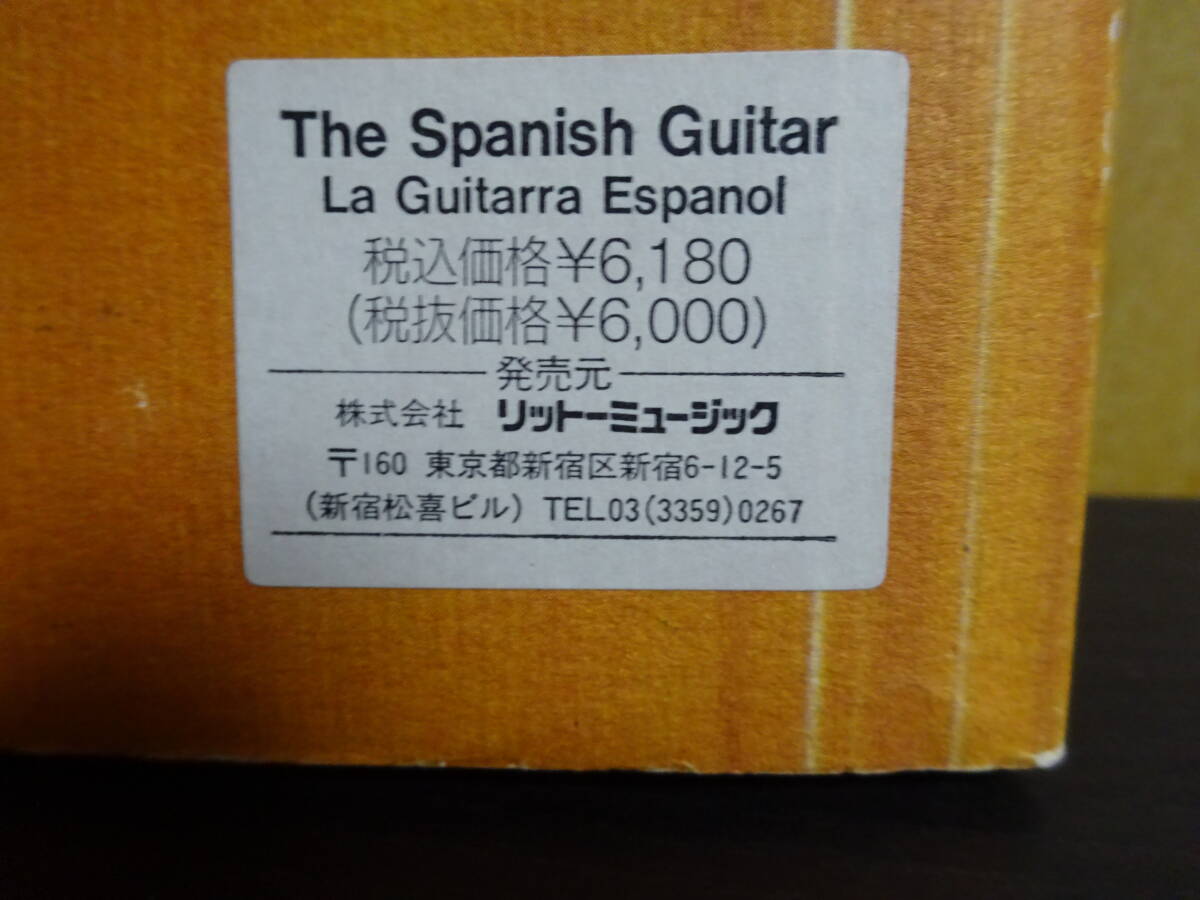 The Spanish Guitar
La Guitarra Espanol
税込価格¥6,180
(税抜価格¥6,000)
発売元
株式会社 リットーミュージック
〒160 東京都新宿区新宿6-12-5
(新宿松喜ビル) TEL03(3359)0267